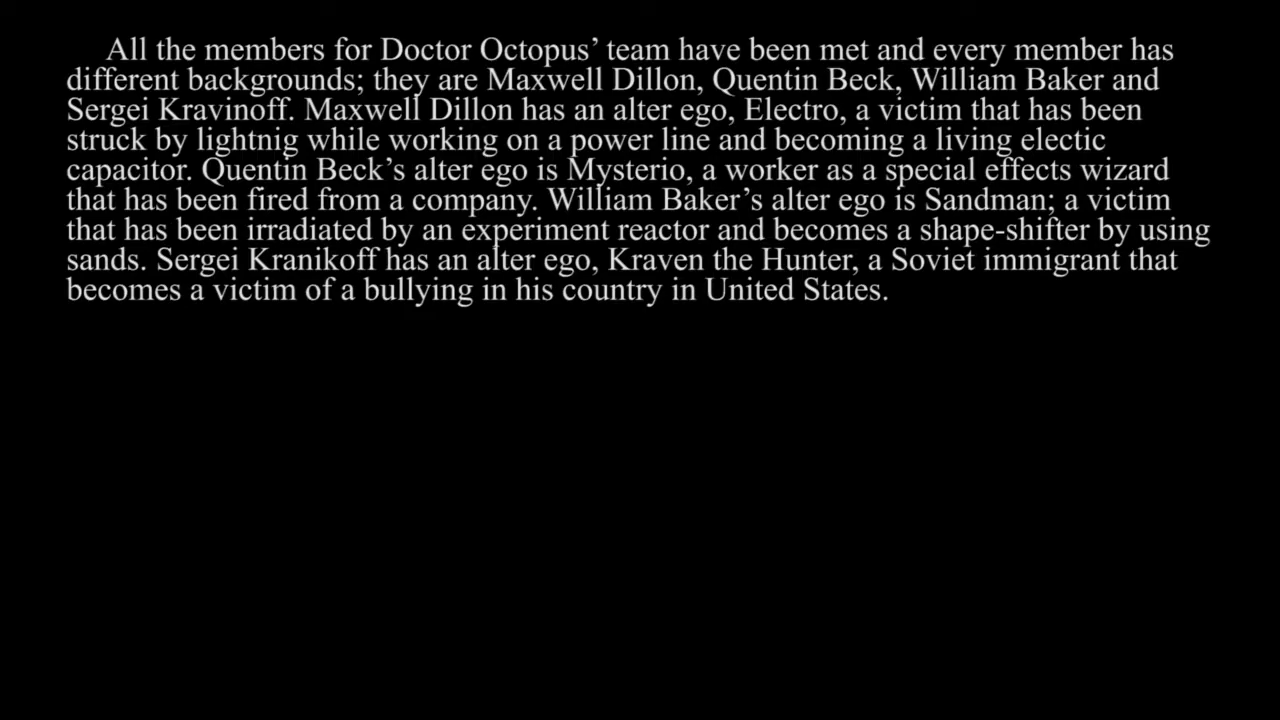 All the members for Doctor Octopus’ team have been met and every member has
different backgrounds; they are Maxwell Dillon, Quentin Beck, William Baker and
Sergei Kravinoff. Maxwell Dillon has an alter ego, Electro, a victim that has been
struck by lightnig while working on a power line and becoming a living electic
capacitor. Quentin Beck’s alter ego is Mysterio, a worker as a special effects wizard
that has been fired from a company. William Baker’s alter ego is Sandman; a victim
that has been irradiated by an experiment reactor and becomes a shape-shifter by using
sands. Sergei Kranikoff has an alter ego, Kraven the Hunter, a Soviet immigrant that
becomes a victim of a bullying in his country in United States.